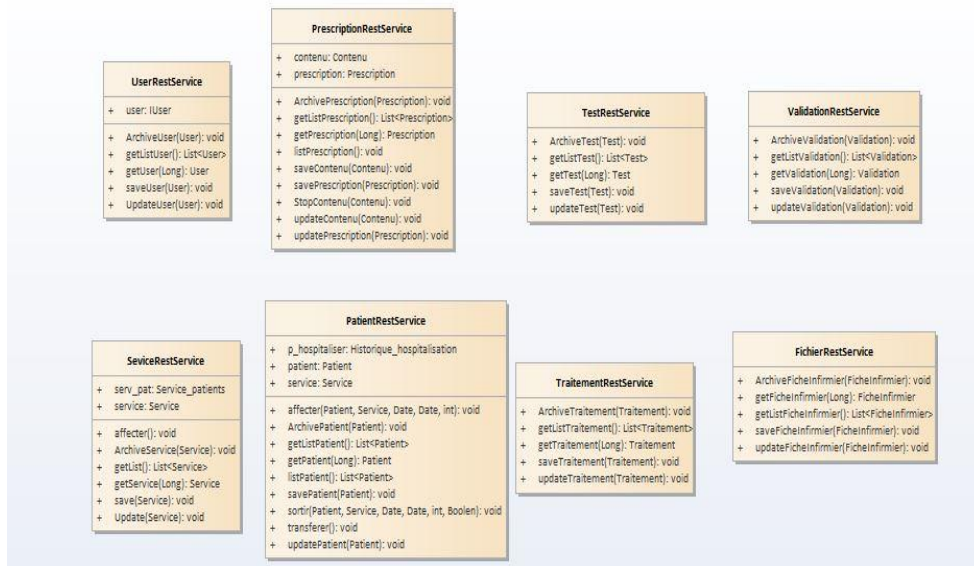 UserRestService
+ user: IUser
+ ArchiveUser(User): void
+ getListUser(): List<User>
+ getUser(Long): User
+ saveUser(User): void
+ UpdateUser(User): void
PrescriptionRestService
+ contenu: Contenu
+ prescription: Prescription
+ ArchivePrescription(Prescription): void
+ getListPrescription(): List<Prescription>
+ getPrescription(Long): Prescription
+ listPrescription(): void
+ saveContenu(Contenu): void
+ savePrescription(Prescription): void
+ StopContenu(Contenu): void
+ updateContenu(Contenu): void
+ updatePrescription(Prescription): void
TestRestService
+ ArchiveTest(Test): void
+ getListTest(): List<Test>
+ getTest(Long): Test
+ saveTest(Test): void
+ updateTest(Test): void
ValidationRestService
+ ArchiveValidation(Validation): void
+ getListValidation(): List<Validation>
+ getValidation(Long): Validation
+ saveValidation(Validation): void
+ updateValidation(Validation): void
SeviceRestService
+ serv_pat: Service_patients
+ service: Service
+ affecter(): void
+ ArchiveService(Service): void
+ getList(): List<Service>
+ getService(Long): Service
+ save(Service): void
+ Update(Service): void
PatientRestService
+ p_hospitaliser: Historique_hospitalisation
+ patient: Patient
+ service: Service
+ affecter(Patient, Service, Date, Date, int): void
+ ArchivePatient(Patient): void
+ getListPatient(): List<Patient>
+ getPatient(Long): Patient
+ listPatient(): List<Patient>
+ savePatient(Patient): void
+ sortir(Patient, Service, Date, Date, int, Boolen): void
+ transferer(): void
+ updatePatient(Patient): void
TraitementRestService
+ ArchiveTraitement(Traitement): void
+ getListTraitement(): List<Traitement>
+ getTraitement(Long): Traitement
+ saveTraitement(Traitement): void
+ updateTraitement(Traitement): void
FichierRestService
+ ArchiveFicheInfirmier(FicheInfirmier): void
+ getFicheInfirmier(Long): FicheInfirmier
+ getListFicheInfirmier(): List<FicheInfirmier>
+ saveFicheInfirmier(FicheInfirmier): void
+ updateFicheInfirmier(FicheInfirmier): void